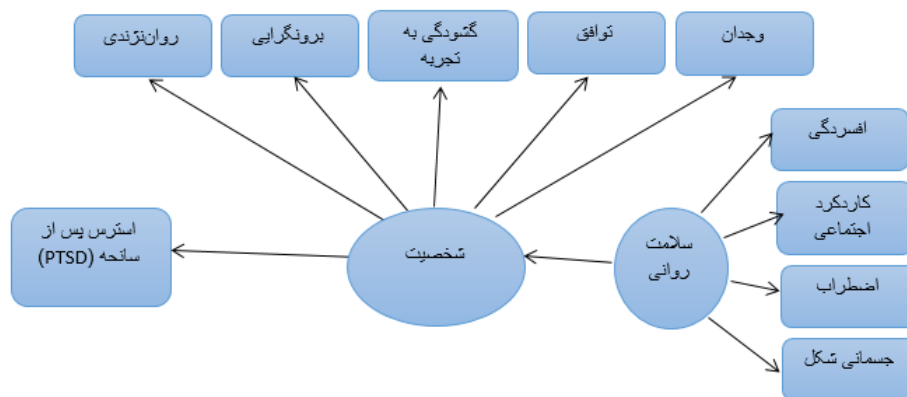 وجدان
توافق
گشودگی به
تجربه
برونگرایی
روان‌نژندی
افسردگی
کاردکرد
اجتماعی
اضطراب
جسمانی شکل
سلامت
روانی
شخصیت
استرس پس از
سانحه (PTSD)